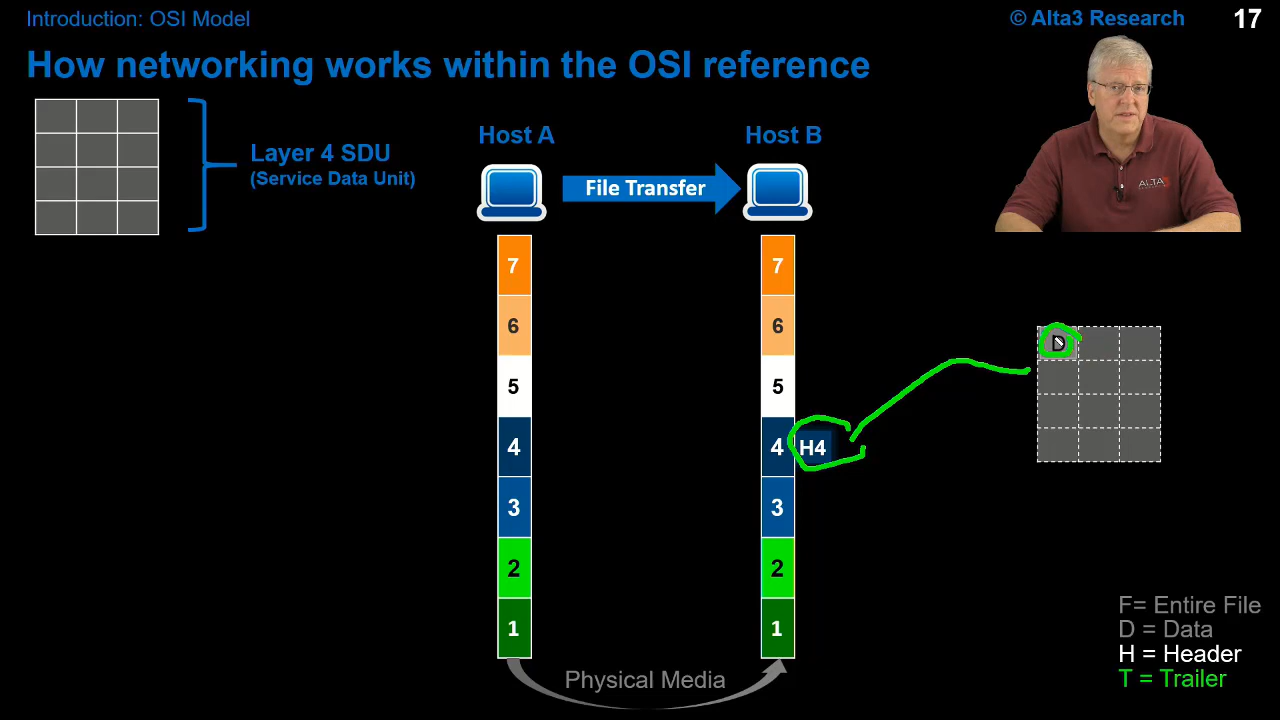 Introduction: OSI Model
© Alta3 Research
17
How networking works within the OSI reference
Layer 4 SDU
(Service Data Unit)
Host A
Host B
File Transfer
ALTA3
7
6
5
4
3
2
1
7
6
5
4
3
2
1
H4
D
Physical Media
F= Entire File
D = Data
H = Header
T = Trailer